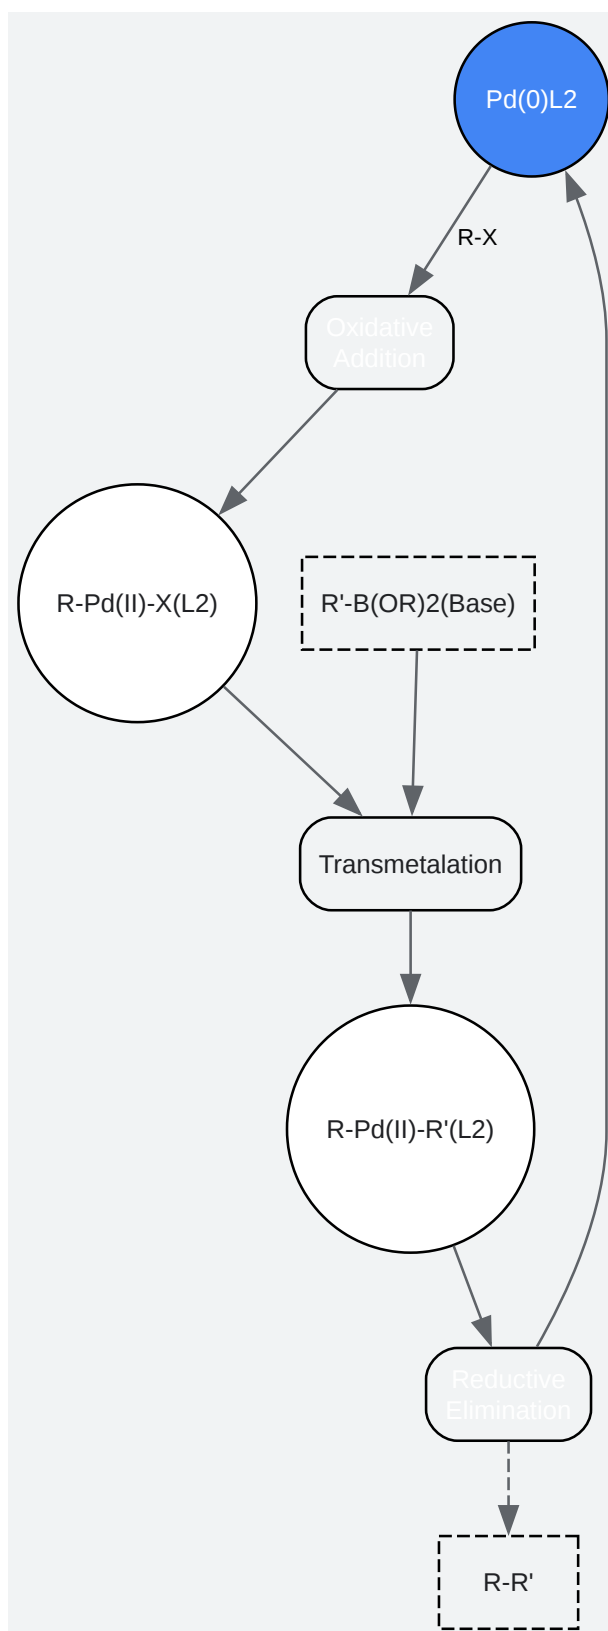 Pd(0)L2
R-X
Oxidative
Addition
R-Pd(II)-X(L2)
R'-B(OR)2(Base)
Transmetalation
R-Pd(II)-R'(L2)
Reductive
Elimination
R-R'